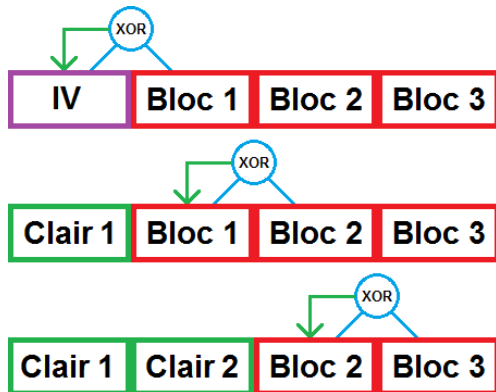 XOR
IV Bloc 1 Bloc 2 Bloc 3
XOR
Clair 1 Bloc 1 Bloc 2 Bloc 3
XOR
Clair 1 Clair 2 Bloc 2 Bloc 3